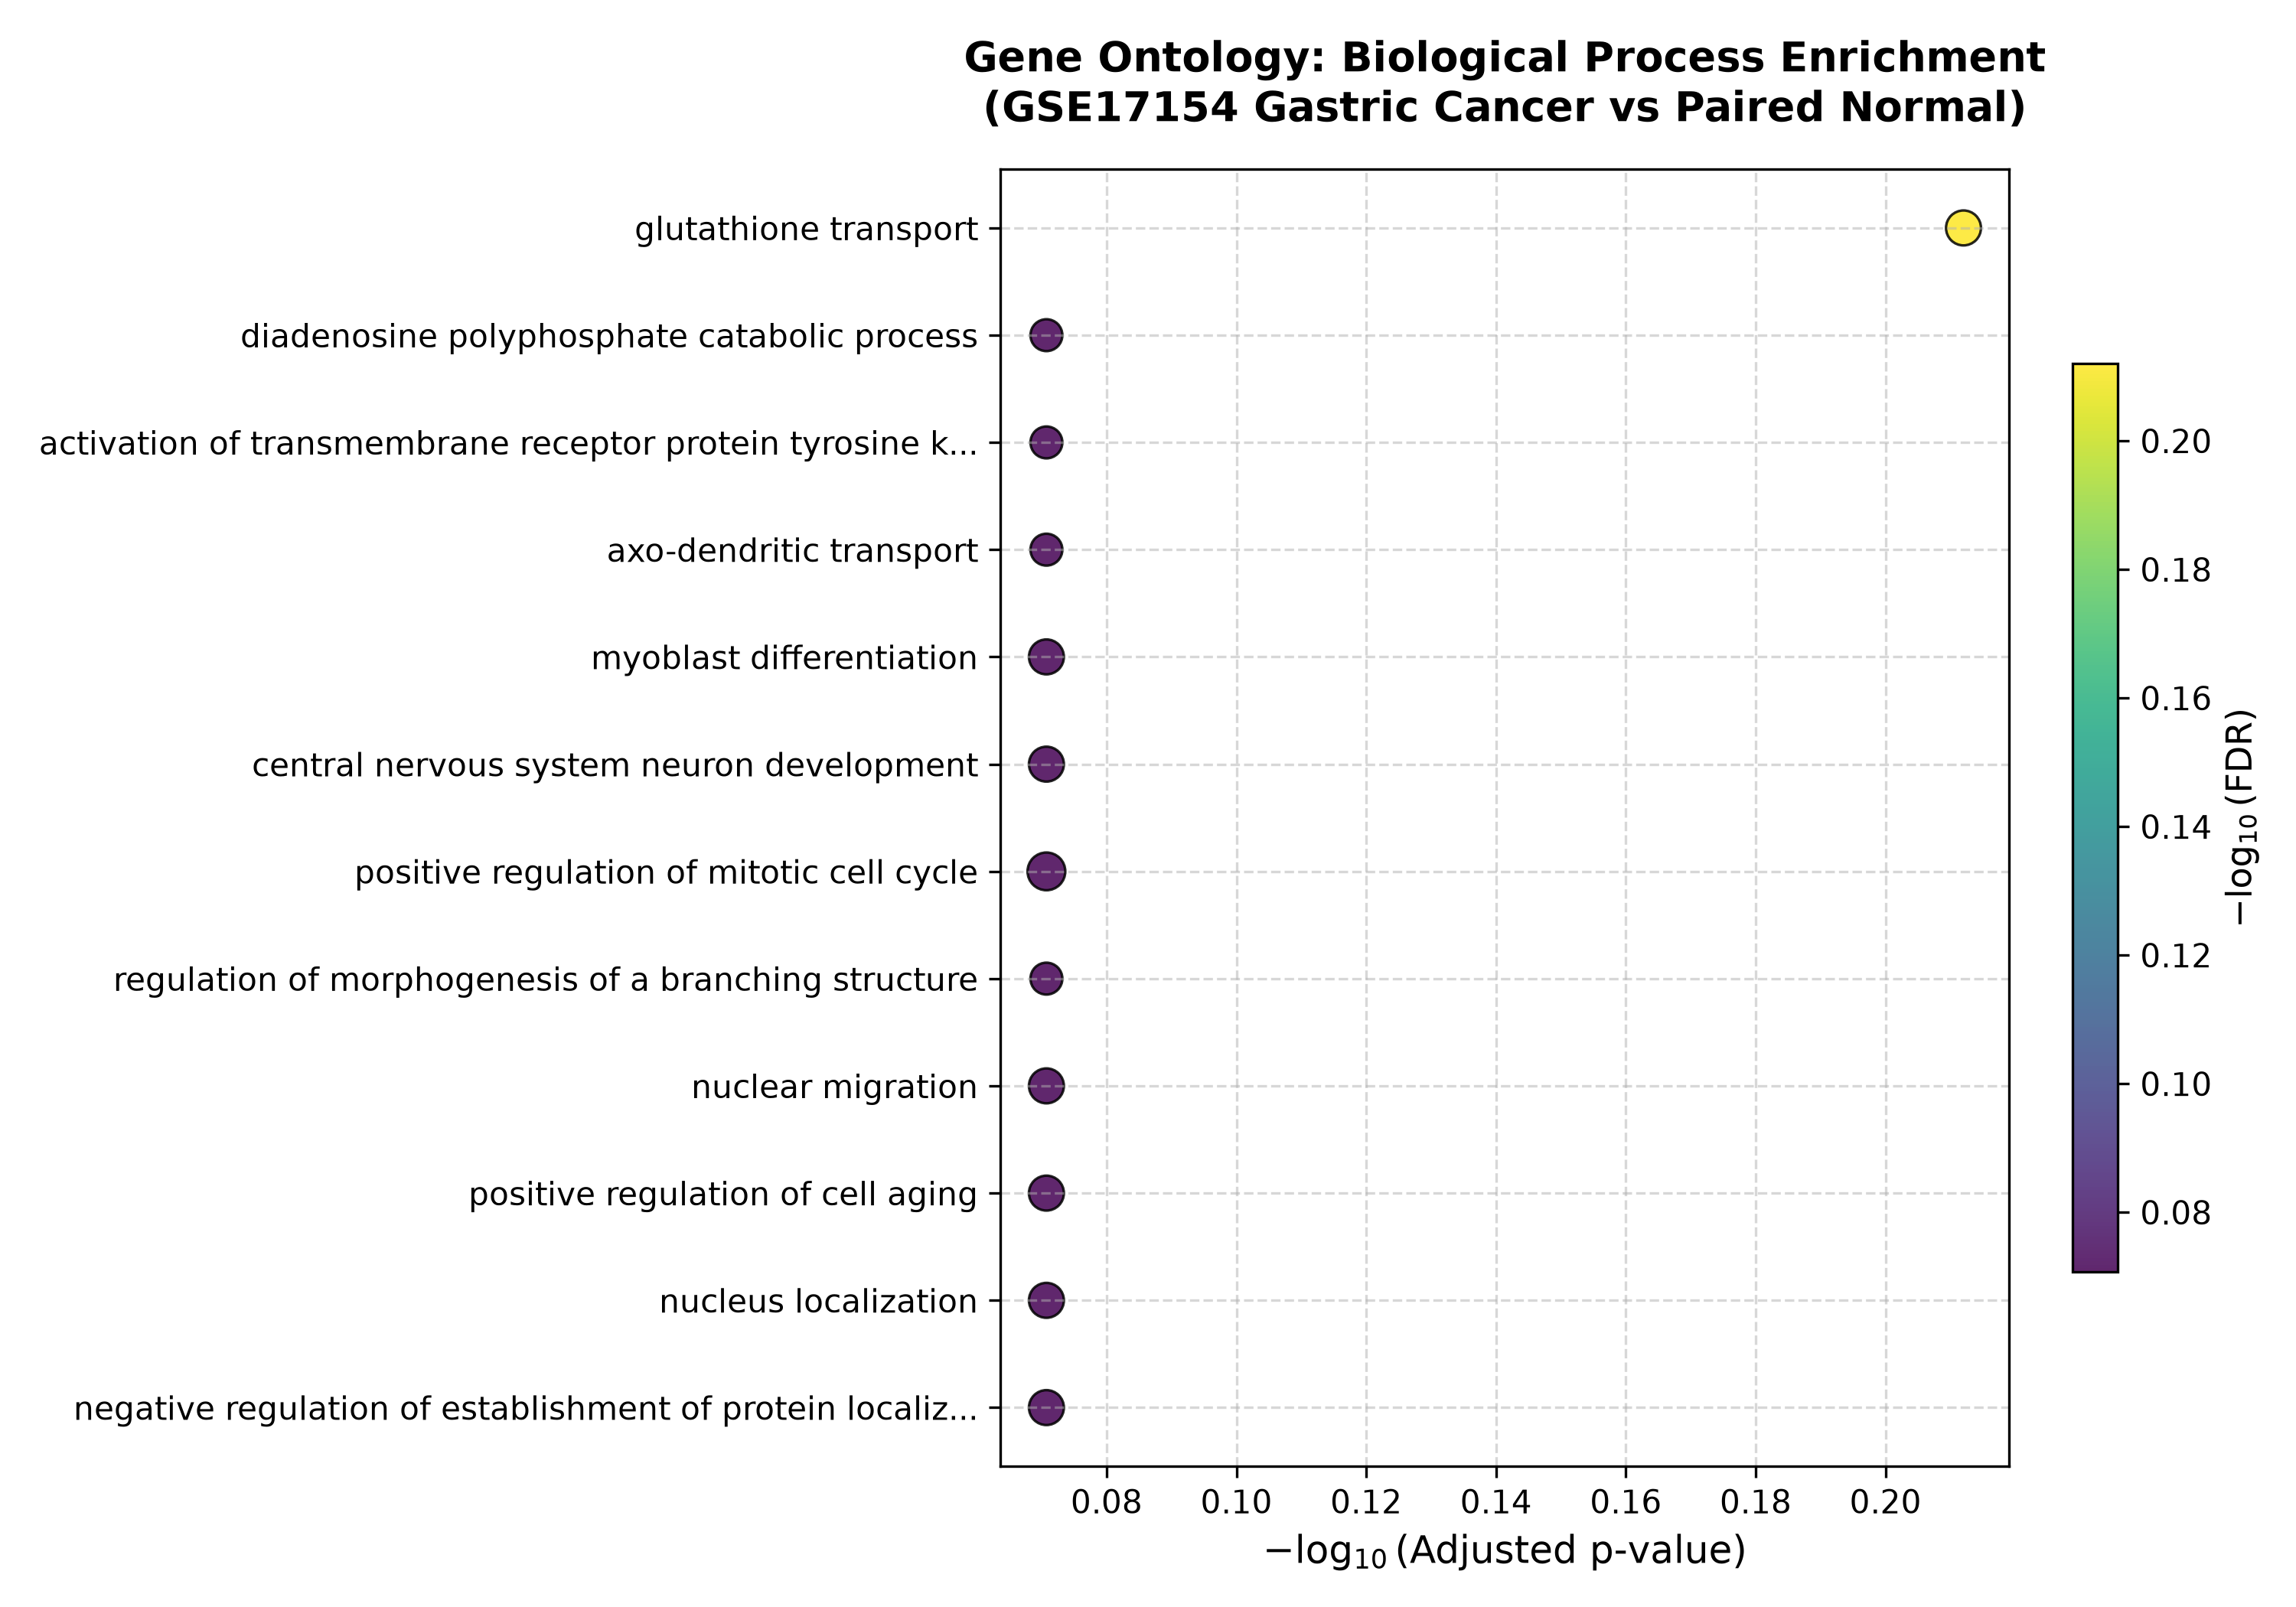 Gene Ontology: Biological Process Enrichment
(GSE17154 Gastric Cancer vs Paired Normal)
glutathione transport
diadenosine polyphosphate catabolic process
activation of transmembrane receptor protein tyrosine k...
axo-dendritic transport
myoblast differentiation
central nervous system neuron development
positive regulation of mitotic cell cycle
regulation of morphogenesis of a branching structure
nuclear migration
positive regulation of cell aging
nucleus localization
negative regulation of establishment of protein localiz...
0.08 0.10 0.12 0.14 0.16 0.18 0.20
−log₁₀ (Adjusted p-value)
0.20
0.18
0.16
0.14
0.12
0.10
0.08
−log₁₀ (FDR)